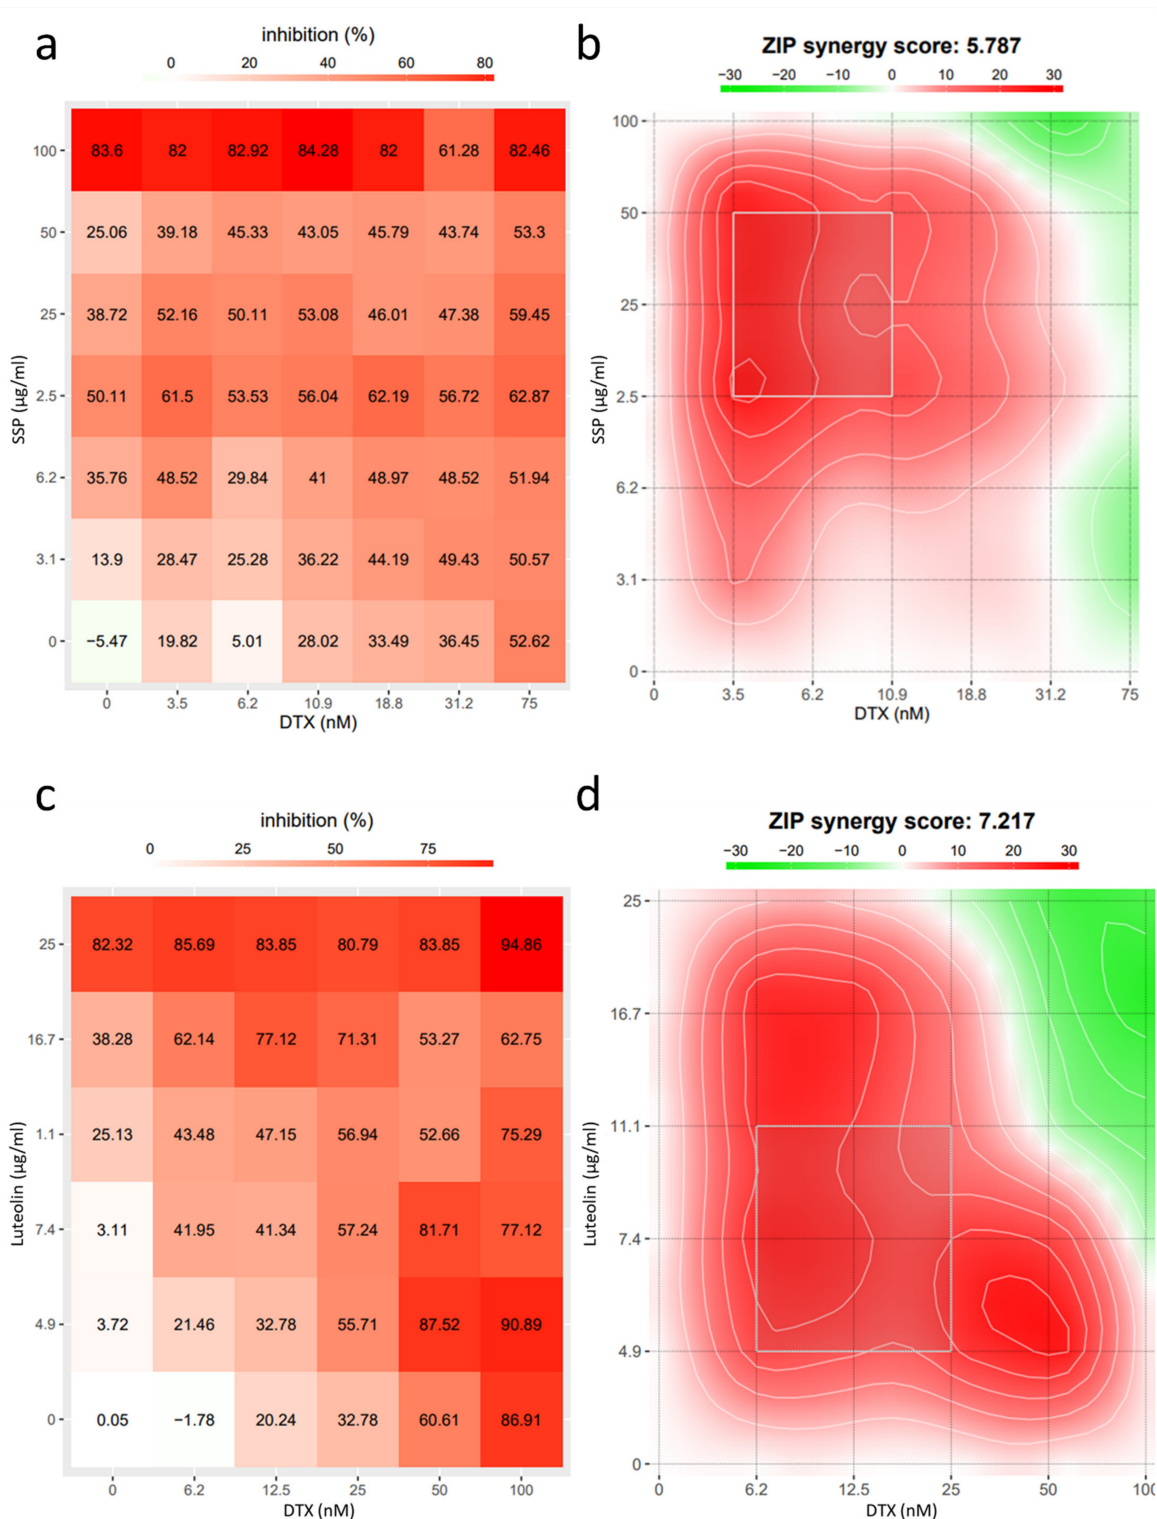 a
inhibition (%)
0 20 40 60 80
100 83.6 82 82.92 84.28 82 61.28 82.46
50 25.06 39.18 45.33 43.05 45.79 43.74 53.3
25 38.72 52.16 50.11 53.08 46.01 47.38 59.45
2.5 50.11 61.5 53.53 56.04 62.19 56.72 62.87
6.2 35.76 48.52 29.84 41 48.97 48.52 51.94
3.1 13.9 28.47 25.28 36.22 44.19 49.43 50.57
0 −5.47 19.82 5.01 28.02 33.49 36.45 52.62
0 3.5 6.2 10.9 18.8 31.2 75
SSP (µg/ml)
DTX (nM)
b
ZIP synergy score: 5.787
−30 −20 −10 0 10 20 30
100
50
25
2.5
6.2
3.1
0
0 3.5 6.2 10.9 18.8 31.2 75
SSP (µg/ml)
DTX (nM)
c
inhibition (%)
0 25 50 75
25 82.32 85.69 83.85 80.79 83.85 94.86
16.7 38.28 62.14 77.12 71.31 53.27 62.75
1.1 25.13 43.48 47.15 56.94 52.66 75.29
7.4 3.11 41.95 41.34 57.24 81.71 77.12
4.9 3.72 21.46 32.78 55.71 87.52 90.89
0 0.05 −1.78 20.24 32.78 60.61 86.91
0 6.2 12.5 25 50 100
Luteolin (µg/ml)
DTX (nM)
d
ZIP synergy score: 7.217
−30 −20 −10 0 10 20 30
25
16.7
11.1
7.4
4.9
0
0 6.2 12.5 25 50 100
Luteolin (µg/ml)
DTX (nM)